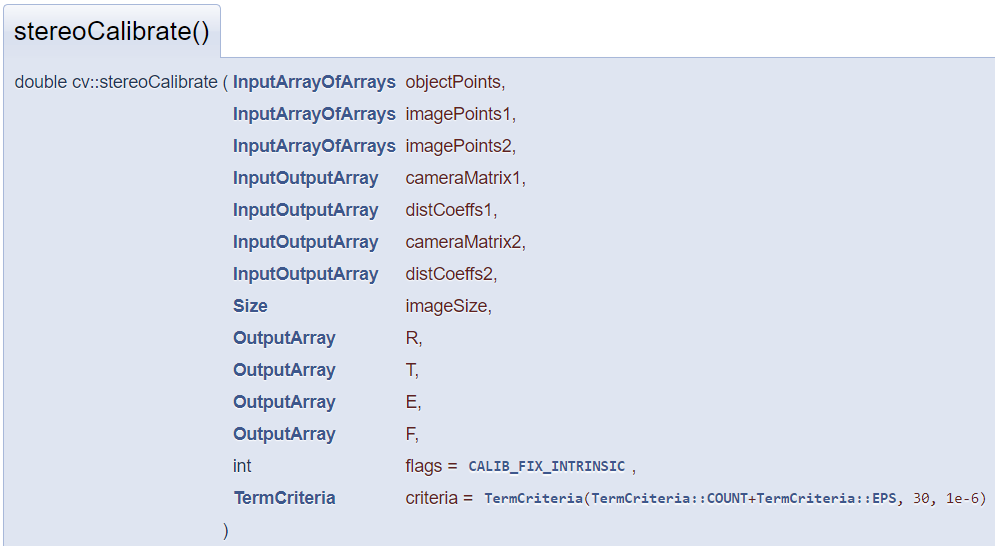 stereoCalibrate()
double cv::stereoCalibrate ( InputArrayOfArrays objectPoints,
InputArrayOfArrays imagePoints1,
InputArrayOfArrays imagePoints2,
InputOutputArray cameraMatrix1,
InputOutputArray distCoeffs1,
InputOutputArray cameraMatrix2,
InputOutputArray distCoeffs2,
Size imageSize,
OutputArray R,
OutputArray T,
OutputArray E,
OutputArray F,
int flags = CALIB_FIX_INTRINSIC ,
TermCriteria criteria = TermCriteria(TermCriteria::COUNT+TermCriteria::EPS, 30, 1e-6)
)